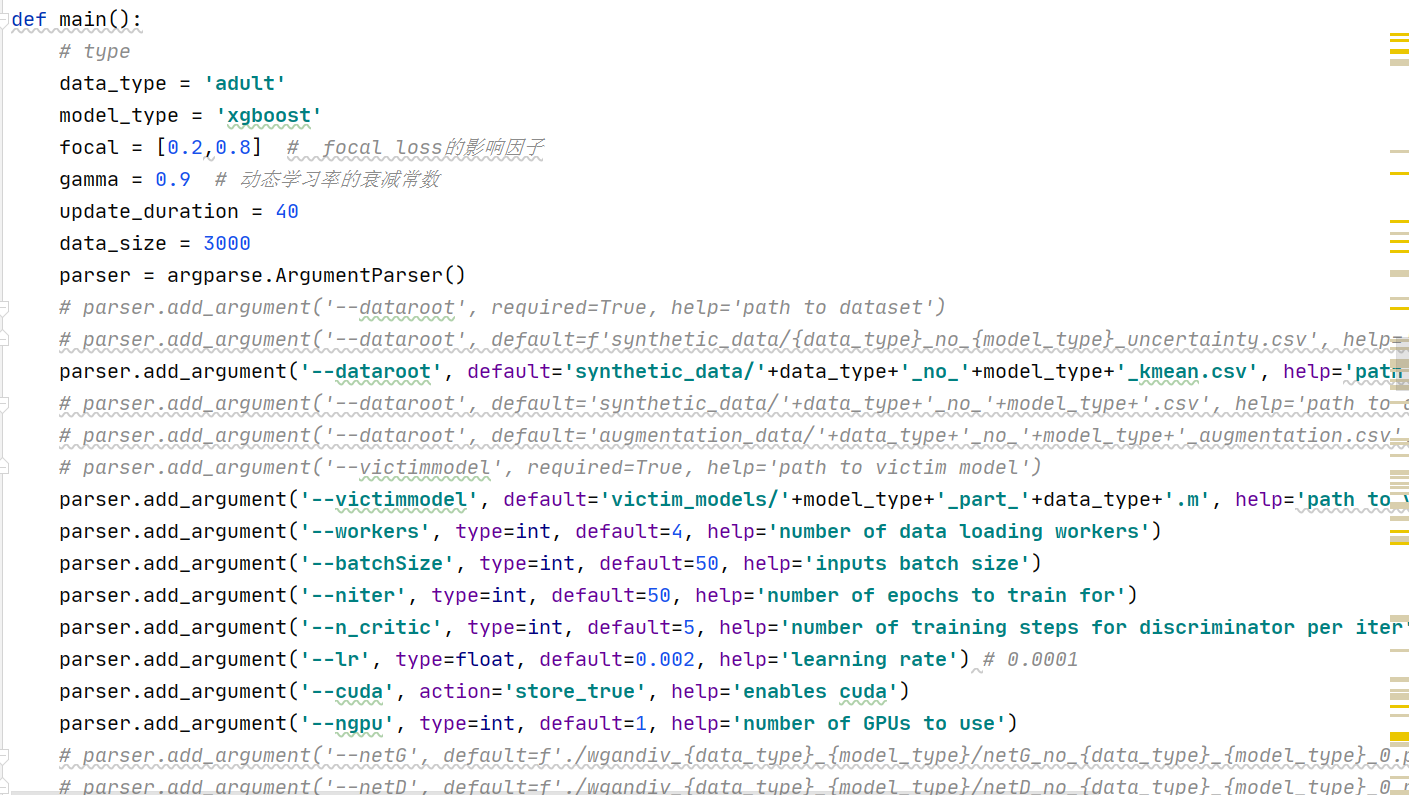 def main():
    # type
    data_type = 'adult'
    model_type = 'xgboost'
    focal = [0.2,0.8]  #  focal loss的影响因子
    gamma = 0.9  # 动态学习率的衰减常数
    update_duration = 40
    data_size = 3000
    parser = argparse.ArgumentParser()
    # parser.add_argument('--dataroot', required=True, help='path to dataset')
    # parser.add_argument('--dataroot', default=f'synthetic_data/{data_type}_no_{model_type}_uncertainty.csv', help=
    parser.add_argument('--dataroot', default='synthetic_data/'+data_type+'_no_'+model_type+'_kmean.csv', help='path
    # parser.add_argument('--dataroot', default='synthetic_data/'+data_type+'_no_'+model_type+'.csv', help='path to
    # parser.add_argument('--dataroot', default='augmentation_data/'+data_type+'_no_'+model_type+'_augmentation.csv',
    # parser.add_argument('--victimmodel', required=True, help='path to victim model')
    parser.add_argument('--victimmodel', default='victim_models/'+model_type+'_part_'+data_type+'.m', help='path to
    parser.add_argument('--workers', type=int, default=4, help='number of data loading workers')
    parser.add_argument('--batchSize', type=int, default=50, help='inputs batch size')
    parser.add_argument('--niter', type=int, default=50, help='number of epochs to train for')
    parser.add_argument('--n_critic', type=int, default=5, help='number of training steps for discriminator per iter'
    parser.add_argument('--lr', type=float, default=0.002, help='learning rate') # 0.0001
    parser.add_argument('--cuda', action='store_true', help='enables cuda')
    parser.add_argument('--ngpu', type=int, default=1, help='number of GPUs to use')
    # parser.add_argument('--netG', default=f'./wgandiv_{data_type}_{model_type}/netG_no_{data_type}_{model_type}_0.p
    # parser.add_argument('--netD', default=f'./wgandiv_{data_type}_{model_type}/netD_no_{data_type}_{model_type}_0.p